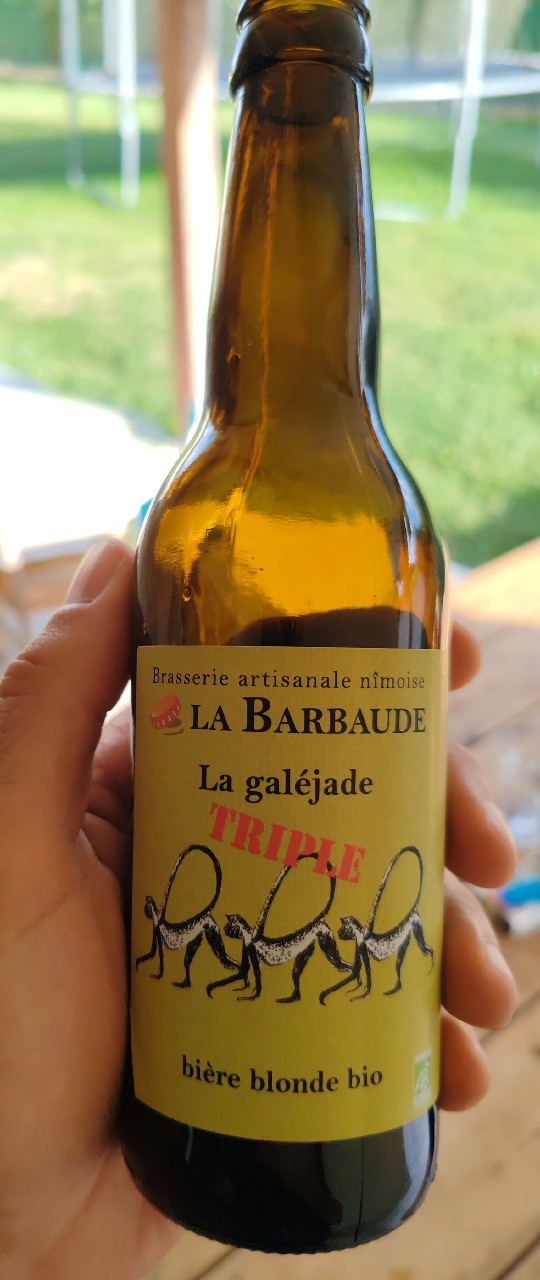 Brasserie artisanale nîmoise
LA BARBAUDE
La galéjade
TRIPLE
bière blonde bio